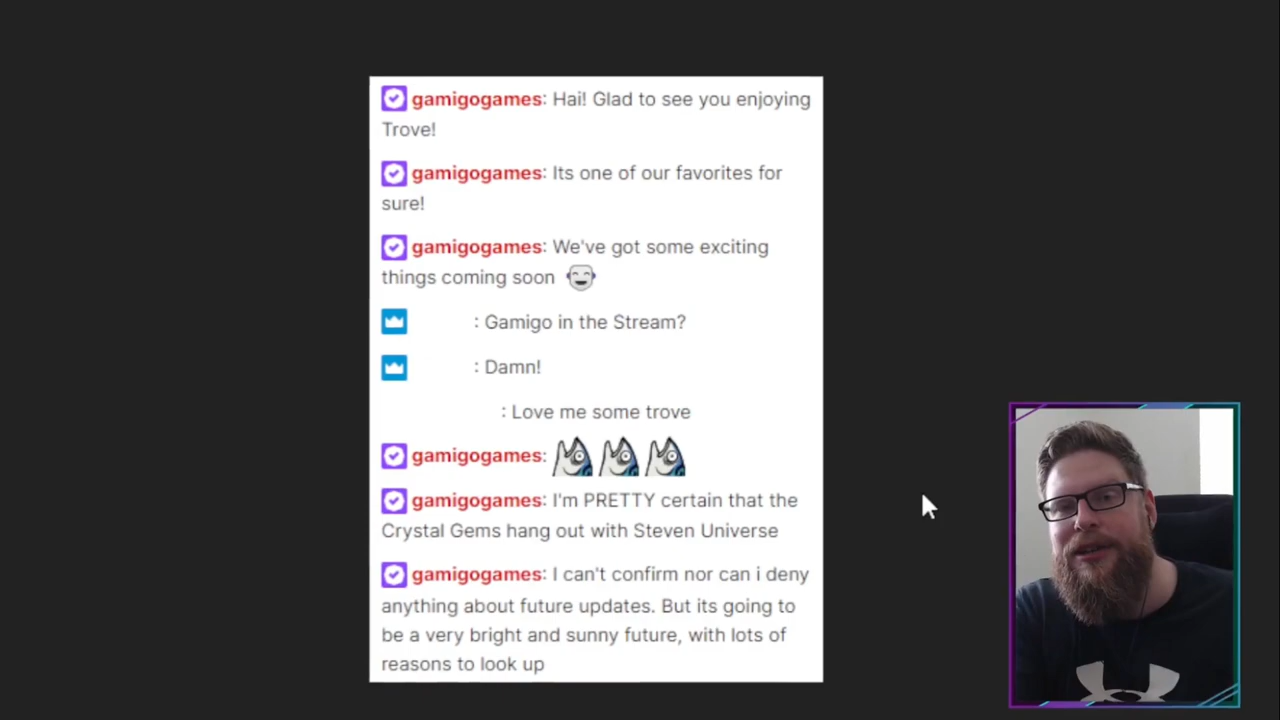 gamigogames: Hai! Glad to see you enjoying
Trove!
gamigogames: Its one of our favorites for
sure!
gamigogames: We've got some exciting
things coming soon
: Gamigo in the Stream?
: Damn!
: Love me some trove
gamigogames:
gamigogames: I'm PRETTY certain that the
Crystal Gems hang out with Steven Universe
gamigogames: I can't confirm nor can i deny
anything about future updates. But its going to
be a very bright and sunny future, with lots of
reasons to look up